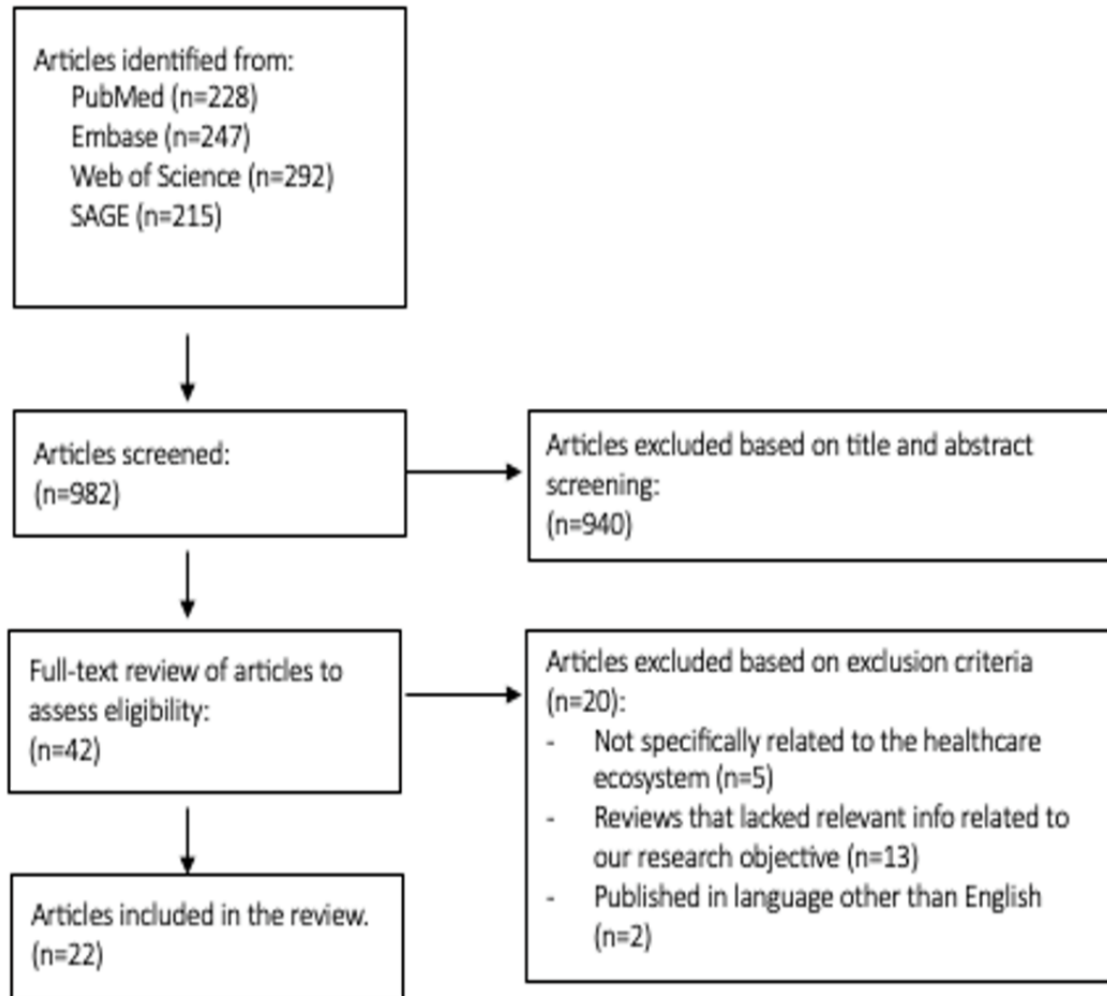 Articles identified from:
PubMed (n=228)
Embase (n=247)
Web of Science (n=292)
SAGE (n=215)
Articles screened:
(n=982)
Articles excluded based on title and abstract
screening:
(n=940)
Full-text review of articles to
assess eligibility:
(n=42)
Articles excluded based on exclusion criteria
(n=20):
- Not specifically related to the healthcare
ecosystem (n=5)
- Reviews that lacked relevant info related to
our research objective (n=13)
- Published in language other than English
(n=2)
Articles included in the review.
(n=22)